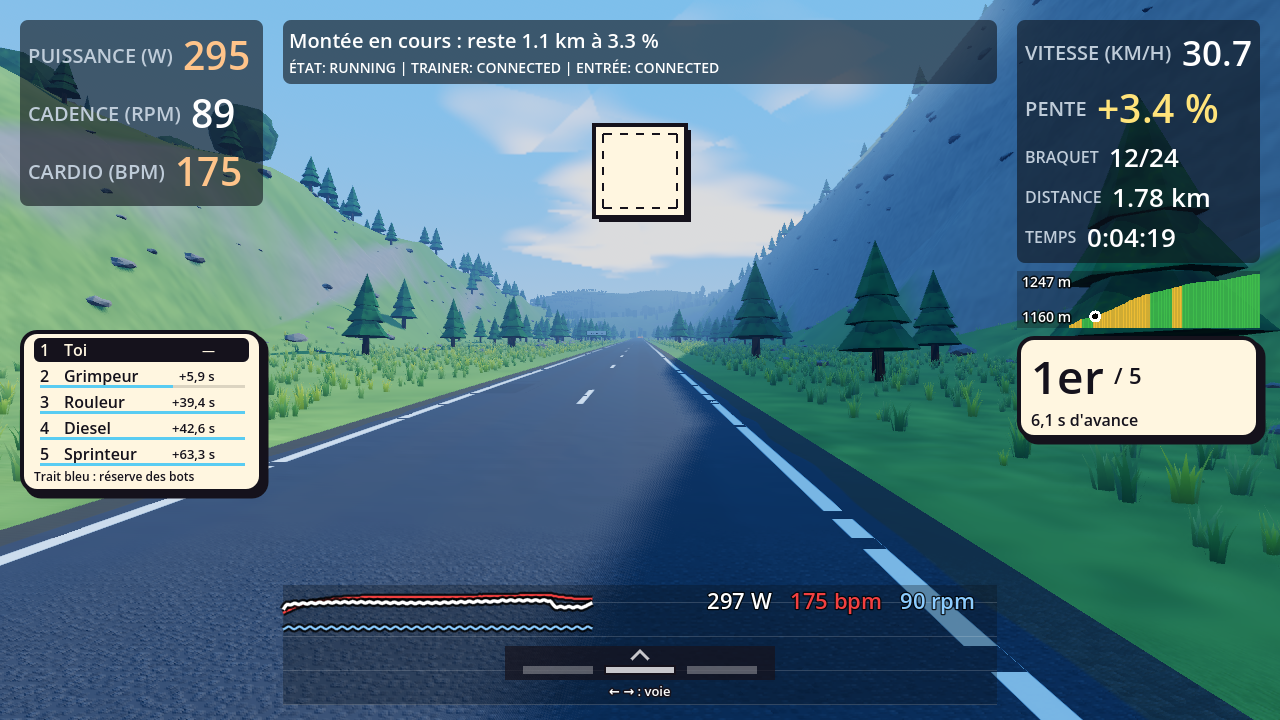 PUISSANCE (W) 295
CADENCE (RPM) 89
CARDIO (BPM) 175
Montée en cours : reste 1.1 km à 3.3 %
ÉTAT: RUNNING | TRAINER: CONNECTED | ENTRÉE: CONNECTED
VITESSE (KM/H) 30.7
PENTE +3.4 %
BRAQUET 12/24
DISTANCE 1.78 km
TEMPS 0:04:19
1247 m
1160 m
1er / 5
6,1 s d'avance
1 Toi —
2 Grimpeur +5,9 s
3 Rouleur +39,4 s
4 Diesel +42,6 s
5 Sprinteur +63,3 s
Trait bleu : réserve des bots
297 W 175 bpm 90 rpm
← → : voie